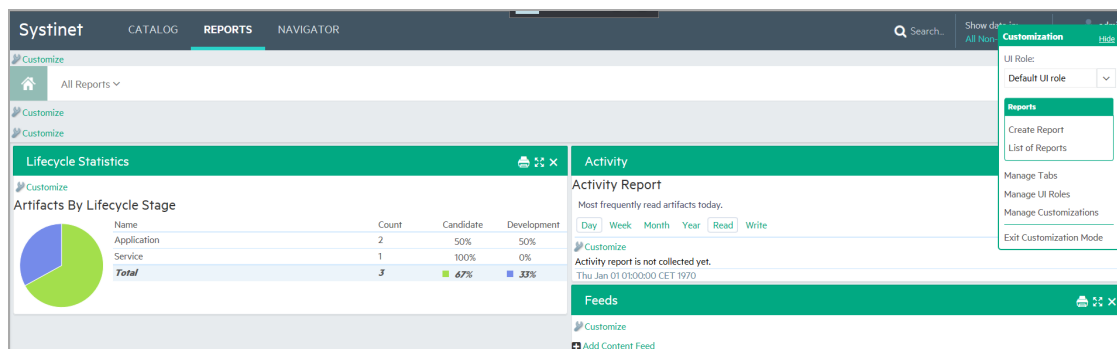 Systinet CATALOG REPORTS NAVIGATOR Search... Show data in:
All Non-
Customization Hide
UI Role:
Default UI role
Reports
Create Report
List of Reports
Manage Tabs
Manage UI Roles
Manage Customizations
Exit Customization Mode
Customize
All Reports
Customize
Customize
Lifecycle Statistics
Customize
Artifacts By Lifecycle Stage
Name Count Candidate Development
Application 2 50% 50%
Service 1 100% 0%
Total 3 67% 33%
Activity
Activity Report
Most frequently read artifacts today.
Day Week Month Year Read Write
Customize
Activity report is not collected yet.
Thu Jan 01 01:00:00 CET 1970
Feeds
Customize
Add Content Feed